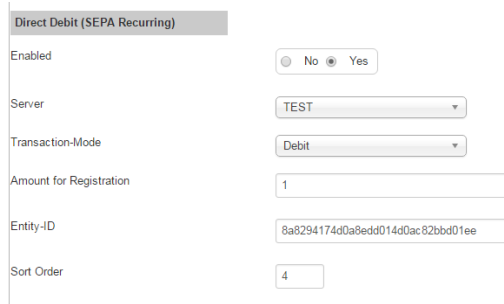 Direct Debit (SEPA Recurring)
Enabled No Yes
Server TEST
Transaction-Mode Debit
Amount for Registration 1
Entity-ID 8a8294174d0a8edd014d0ac82bbd01ee
Sort Order 4